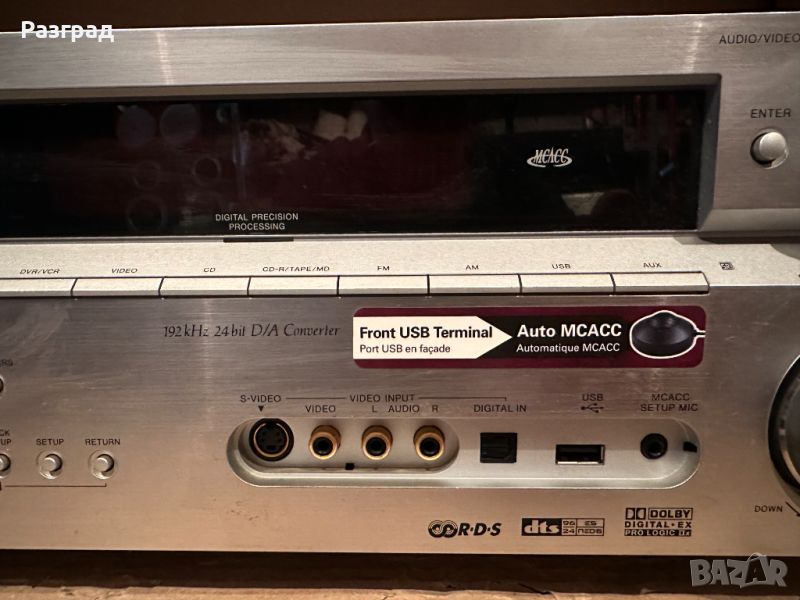 Разград
AUDIO/VIDEO
ENTER
MCACC
DIGITAL PRECISION
PROCESSING
DVR/VCR VIDEO CD CD-R/TAPE/MD FM AM USB AUX
192kHz 24bit D/A Converter
Front USB Terminal
Port USB en façade
Auto MCACC
Automatique MCACC
S-VIDEO VIDEO INPUT
VIDEO L AUDIO R DIGITAL IN
USB
MCACC
SETUP MIC
SETUP RETURN
DOWN
R·D·S
dts 96 24 ES
DOLBY
DIGITAL·EX
PRO LOGIC IIx
BAZAR